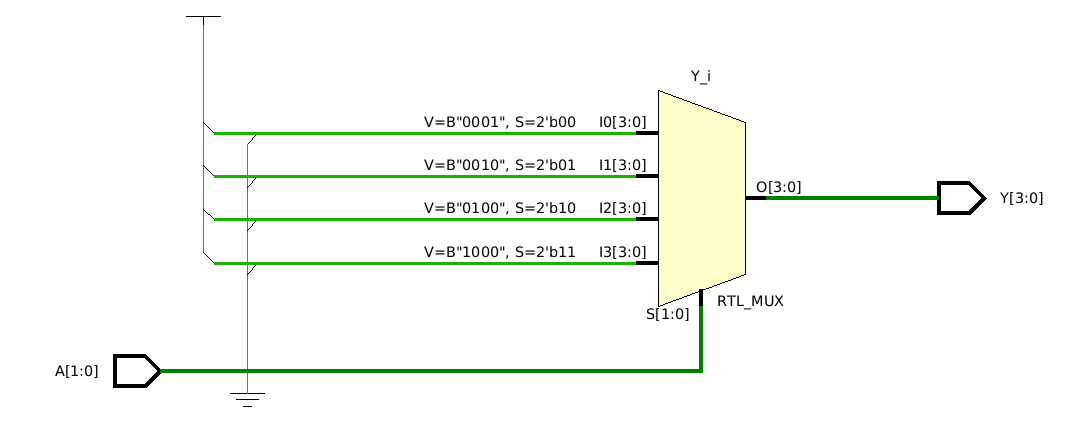 Y_i
V=B"0001", S=2'b00 I0[3:0]
V=B"0010", S=2'b01 I1[3:0]
O[3:0]
Y[3:0]
V=B"0100", S=2'b10 I2[3:0]
V=B"1000", S=2'b11 I3[3:0]
RTL_MUX
S[1:0]
A[1:0]